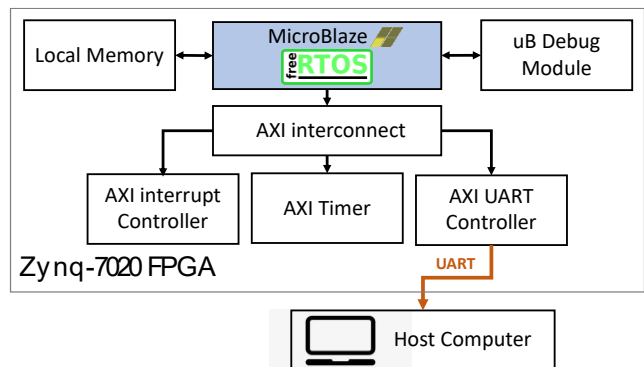 Local Memory
MicroBlaze
free RTOS
uB Debug
Module
AXI interconnect
AXI interrupt
Controller
AXI Timer
AXI UART
Controller
Zynq-7020 FPGA
UART
Host Computer